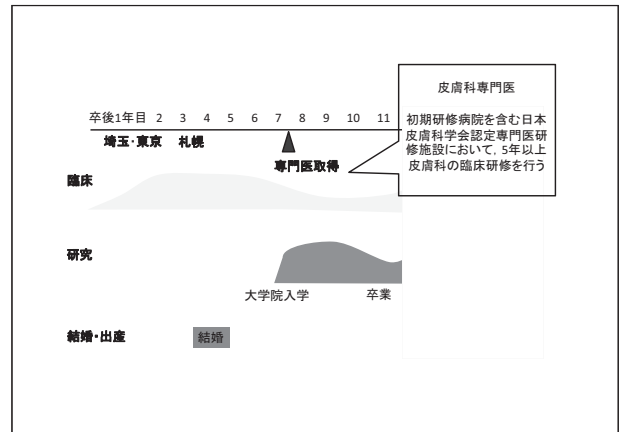 皮膚科専門医
初期研修病院を含む日本
皮膚科学会認定専門医研
修施設において，5年以上
皮膚科の臨床研修を行う
卒後1年目 2 3 4 5 6 7 8 9 10 11
埼玉・東京 札幌
専門医取得
臨床
研究
大学院入学 卒業
結婚・出産 結婚